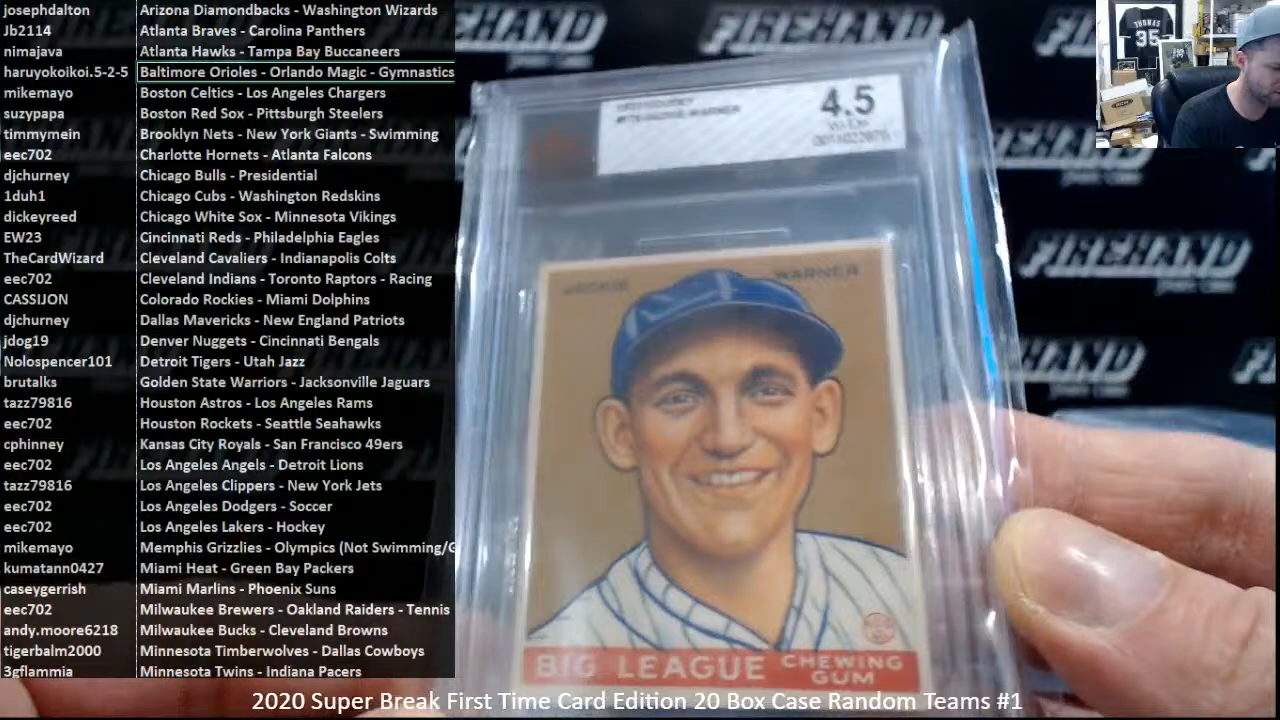 josephdalton Arizona Diamondbacks - Washington Wizards
Jb2114 Atlanta Braves - Carolina Panthers
nimajava Atlanta Hawks - Tampa Bay Buccaneers
haruyokoikoi.5-2-5 Baltimore Orioles - Orlando Magic - Gymnastics
mikemayo Boston Celtics - Los Angeles Chargers
suzypapa Boston Red Sox - Pittsburgh Steelers
timmymein Brooklyn Nets - New York Giants - Swimming
eec702 Charlotte Hornets - Atlanta Falcons
djchurney Chicago Bulls - Presidential
1duh1 Chicago Cubs - Washington Redskins
dickeyreed Chicago White Sox - Minnesota Vikings
EW23 Cincinnati Reds - Philadelphia Eagles
TheCardWizard Cleveland Cavaliers - Indianapolis Colts
eec702 Cleveland Indians - Toronto Raptors - Racing
CASSIJON Colorado Rockies - Miami Dolphins
djchurney Dallas Mavericks - New England Patriots
jdog19 Denver Nuggets - Cincinnati Bengals
Nolospencer101 Detroit Tigers - Utah Jazz
brutalks Golden State Warriors - Jacksonville Jaguars
tazz79816 Houston Astros - Los Angeles Rams
eec702 Houston Rockets - Seattle Seahawks
cphinney Kansas City Royals - San Francisco 49ers
eec702 Los Angeles Angels - Detroit Lions
tazz79816 Los Angeles Clippers - New York Jets
eec702 Los Angeles Dodgers - Soccer
eec702 Los Angeles Lakers - Hockey
mikemayo Memphis Grizzlies - Olympics (Not Swimming/G
kumatann0427 Miami Heat - Green Bay Packers
caseygerrish Miami Marlins - Phoenix Suns
eec702 Milwaukee Brewers - Oakland Raiders - Tennis
andy.moore6218 Milwaukee Bucks - Cleveland Browns
tigerbalm2000 Minnesota Timberwolves - Dallas Cowboys
3gflammia Minnesota Twins - Indiana Pacers
4.5
WARNER
BIG LEAGUE CHEWING GUM
FIREHAND
FIREHAND
FIREHAND
THOMAS
35
2020 Super Break First Time Card Edition 20 Box Case Random Teams #1